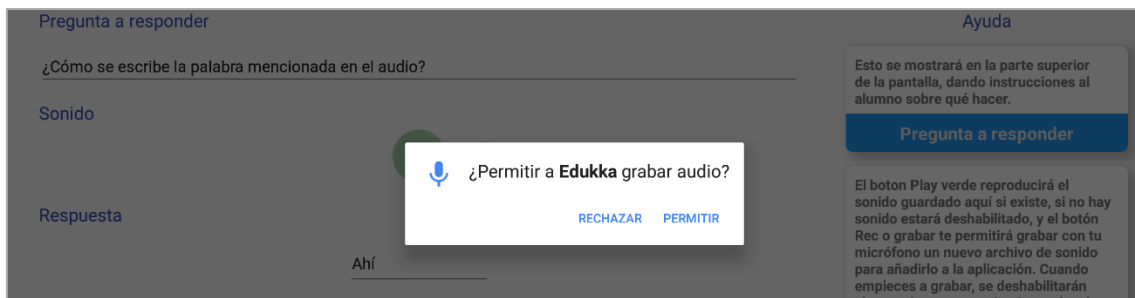 Pregunta a responder
¿Cómo se escribe la palabra mencionada en el audio?
Sonido
Respuesta
Ahí
¿Permitir a Edukka grabar audio?
RECHAZAR PERMITIR
Ayuda
Esto se mostrará en la parte superior
de la pantalla, dando instrucciones al
alumno sobre qué hacer.
Pregunta a responder
El boton Play verde reproducirá el
sonido guardado aquí si existe, si no hay
sonido estará deshabilitado, y el botón
Rec o grabar te permitirá grabar con tu
micrófono un nuevo archivo de sonido
para añadirlo a la aplicación. Cuando
empieces a grabar, se deshabilitarán